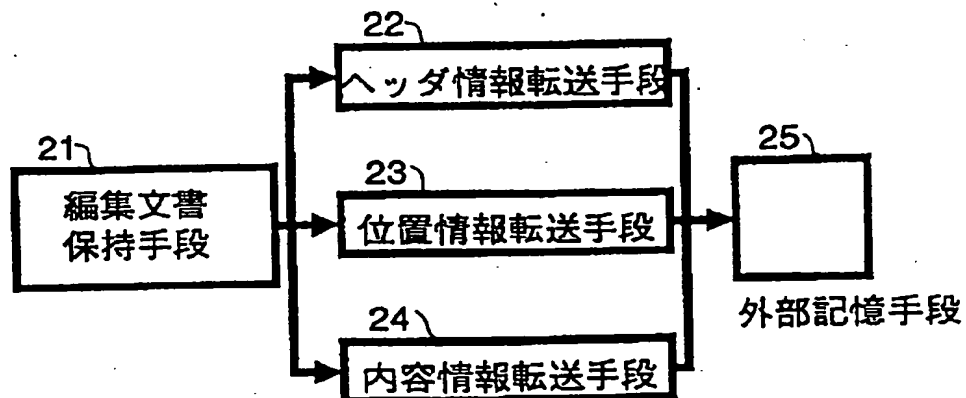 22
ヘッダ情報転送手段
21
編集文書
保持手段
23
位置情報転送手段
25
外部記憶手段
24
内容情報転送手段